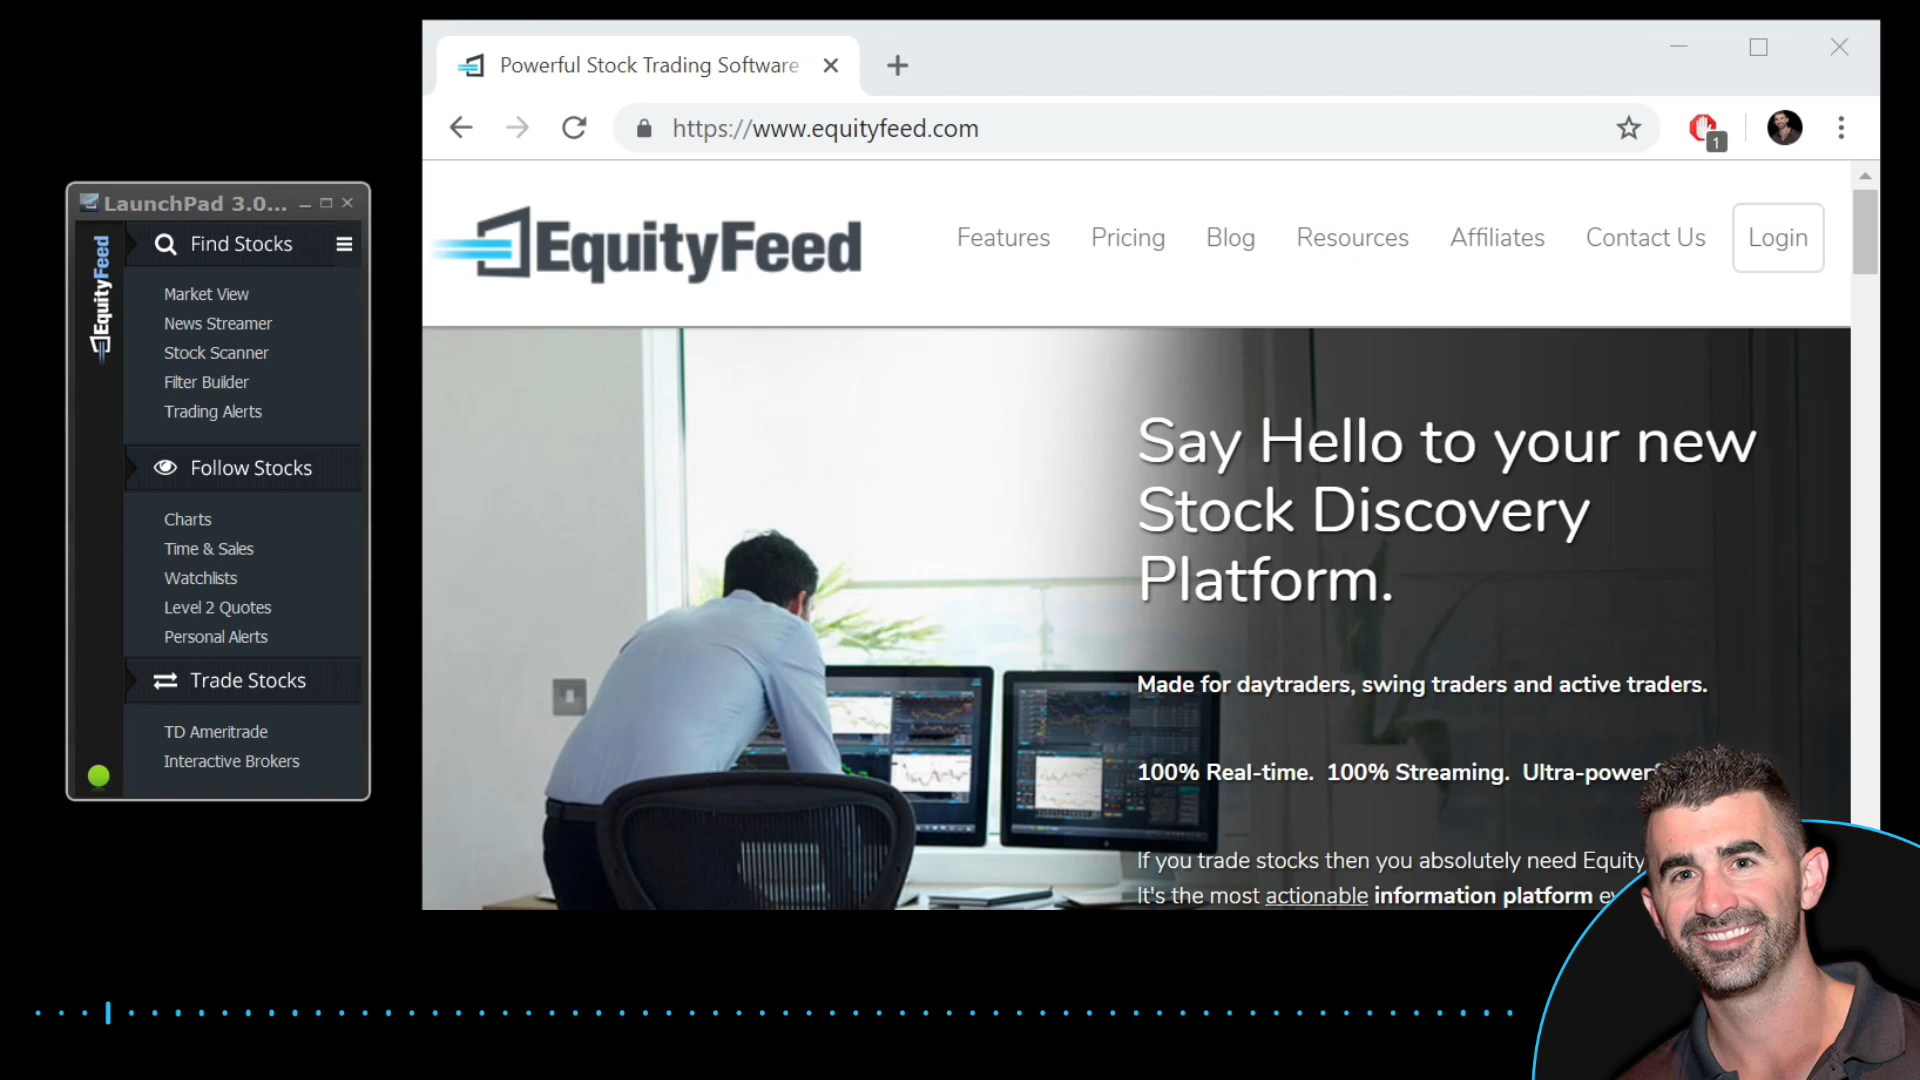 Powerful Stock Trading Software
https://www.equityfeed.com
1
LaunchPad 3.0...
EquityFeed
Find Stocks
Market View
News Streamer
Stock Scanner
Filter Builder
Trading Alerts
Follow Stocks
Charts
Time & Sales
Watchlists
Level 2 Quotes
Personal Alerts
Trade Stocks
TD Ameritrade
Interactive Brokers
EquityFeed
Features
Pricing
Blog
Resources
Affiliates
Contact Us
Login
Say Hello to your new
Stock Discovery
Platform.
Made for daytraders, swing traders and active traders.
100% Real-time. 100% Streaming.
If you trade stocks then you absolutely need
It's the most actionable information platform